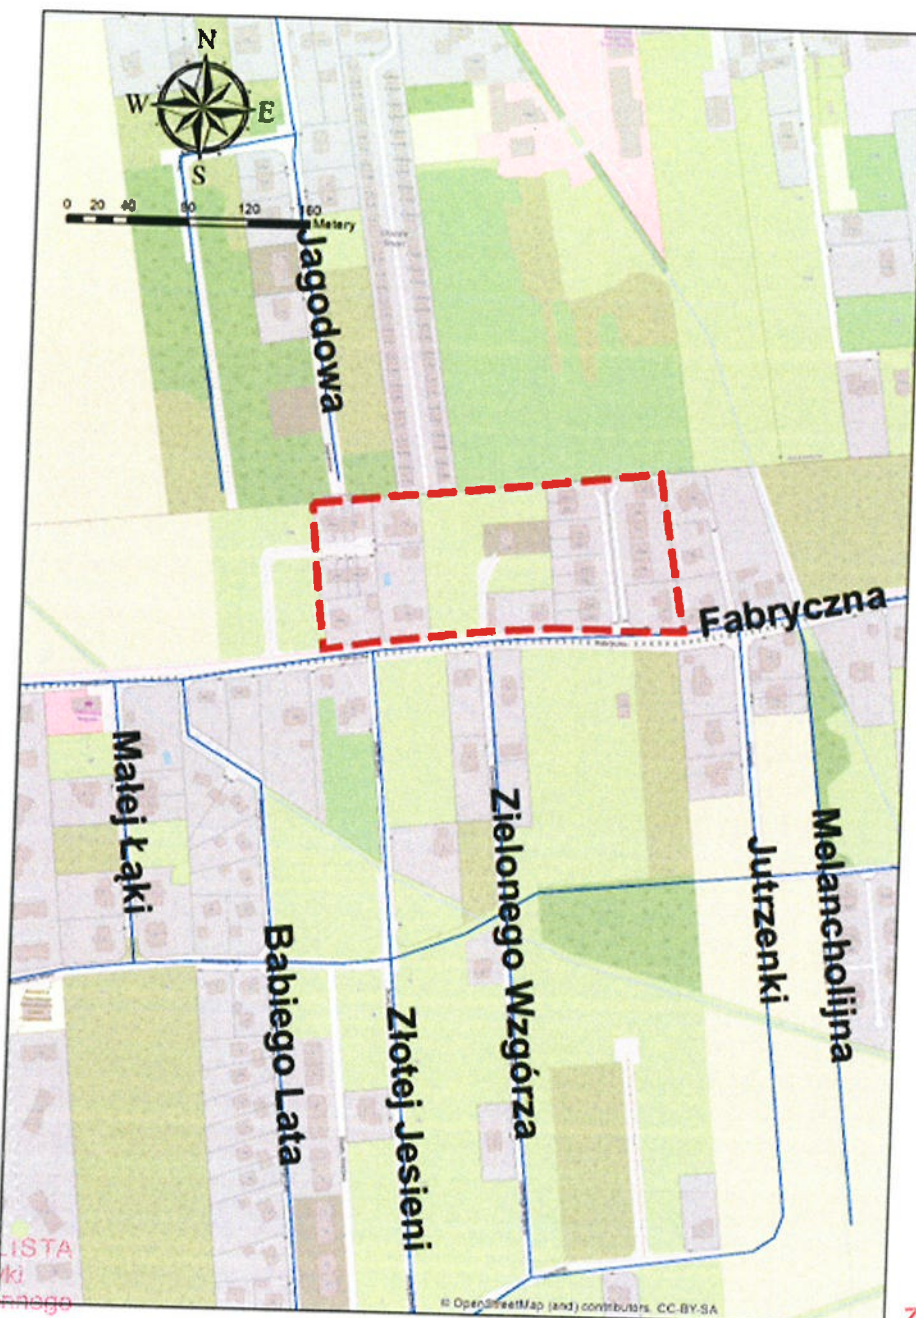 N
W
E
S
0 20 40 80 120 160
Metery
Jagodowa
Fabryczna
Małej Łąki
Babiego Lata
Złotej Jesieni
Zielonego Wzgórza
Jutrzenki
Melancholijna
LISTA
© OpenStreetMap (and) contributors, CC-BY-SA